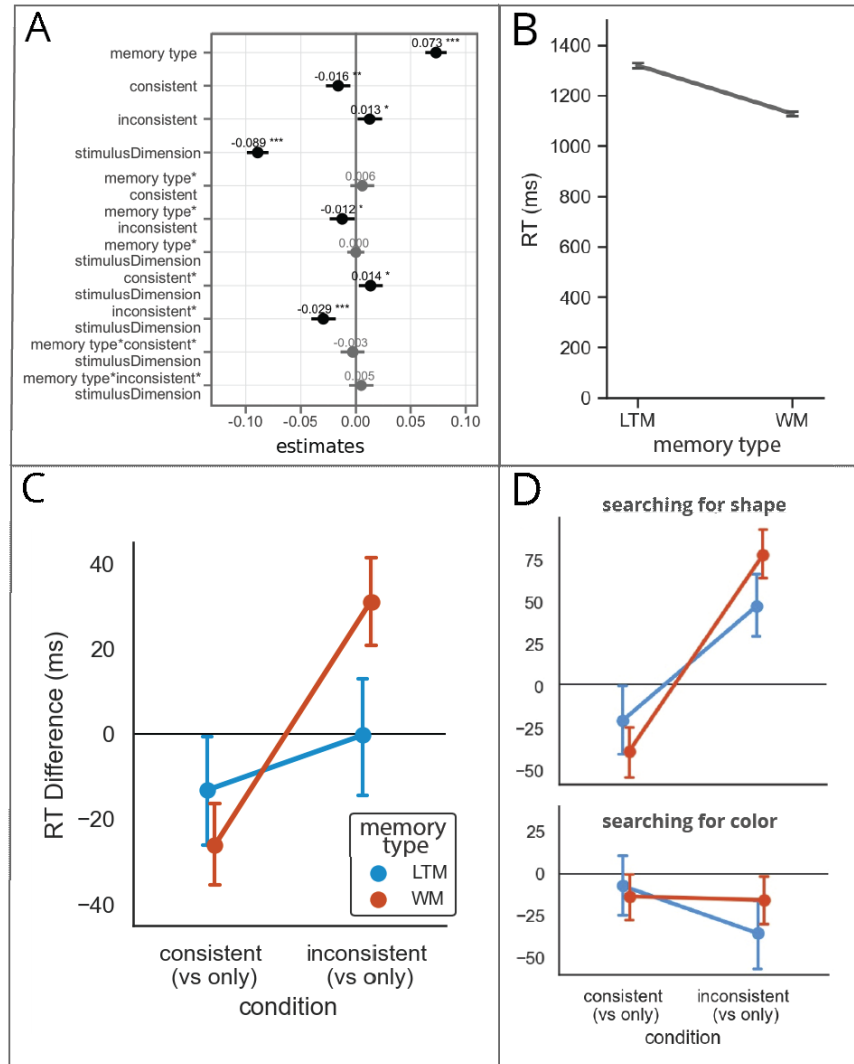 A
memory type
consistent
inconsistent
stimulusDimension
memory type*
consistent
memory type*
inconsistent
memory type*
stimulusDimension
consistent*
stimulusDimension
inconsistent*
stimulusDimension
memory type*consistent*
stimulusDimension
memory type*inconsistent*
stimulusDimension
0.073 ***
-0.016 **
0.013 *
-0.089 ***
0.006
-0.012 *
0.000
0.014 *
-0.029 ***
-0.003
0.005
-0.10 -0.05 0.00 0.05 0.10
estimates
B
RT (ms)
1400
1200
1000
800
600
400
200
0
LTM WM
memory type
C
RT Difference (ms)
40
20
0
−20
−40
memory
type
LTM
WM
consistent inconsistent
(vs only) (vs only)
condition
D
searching for shape
75
50
25
0
−25
−50
searching for color
25
0
−25
−50
consistent inconsistent
(vs only) (vs only)
condition